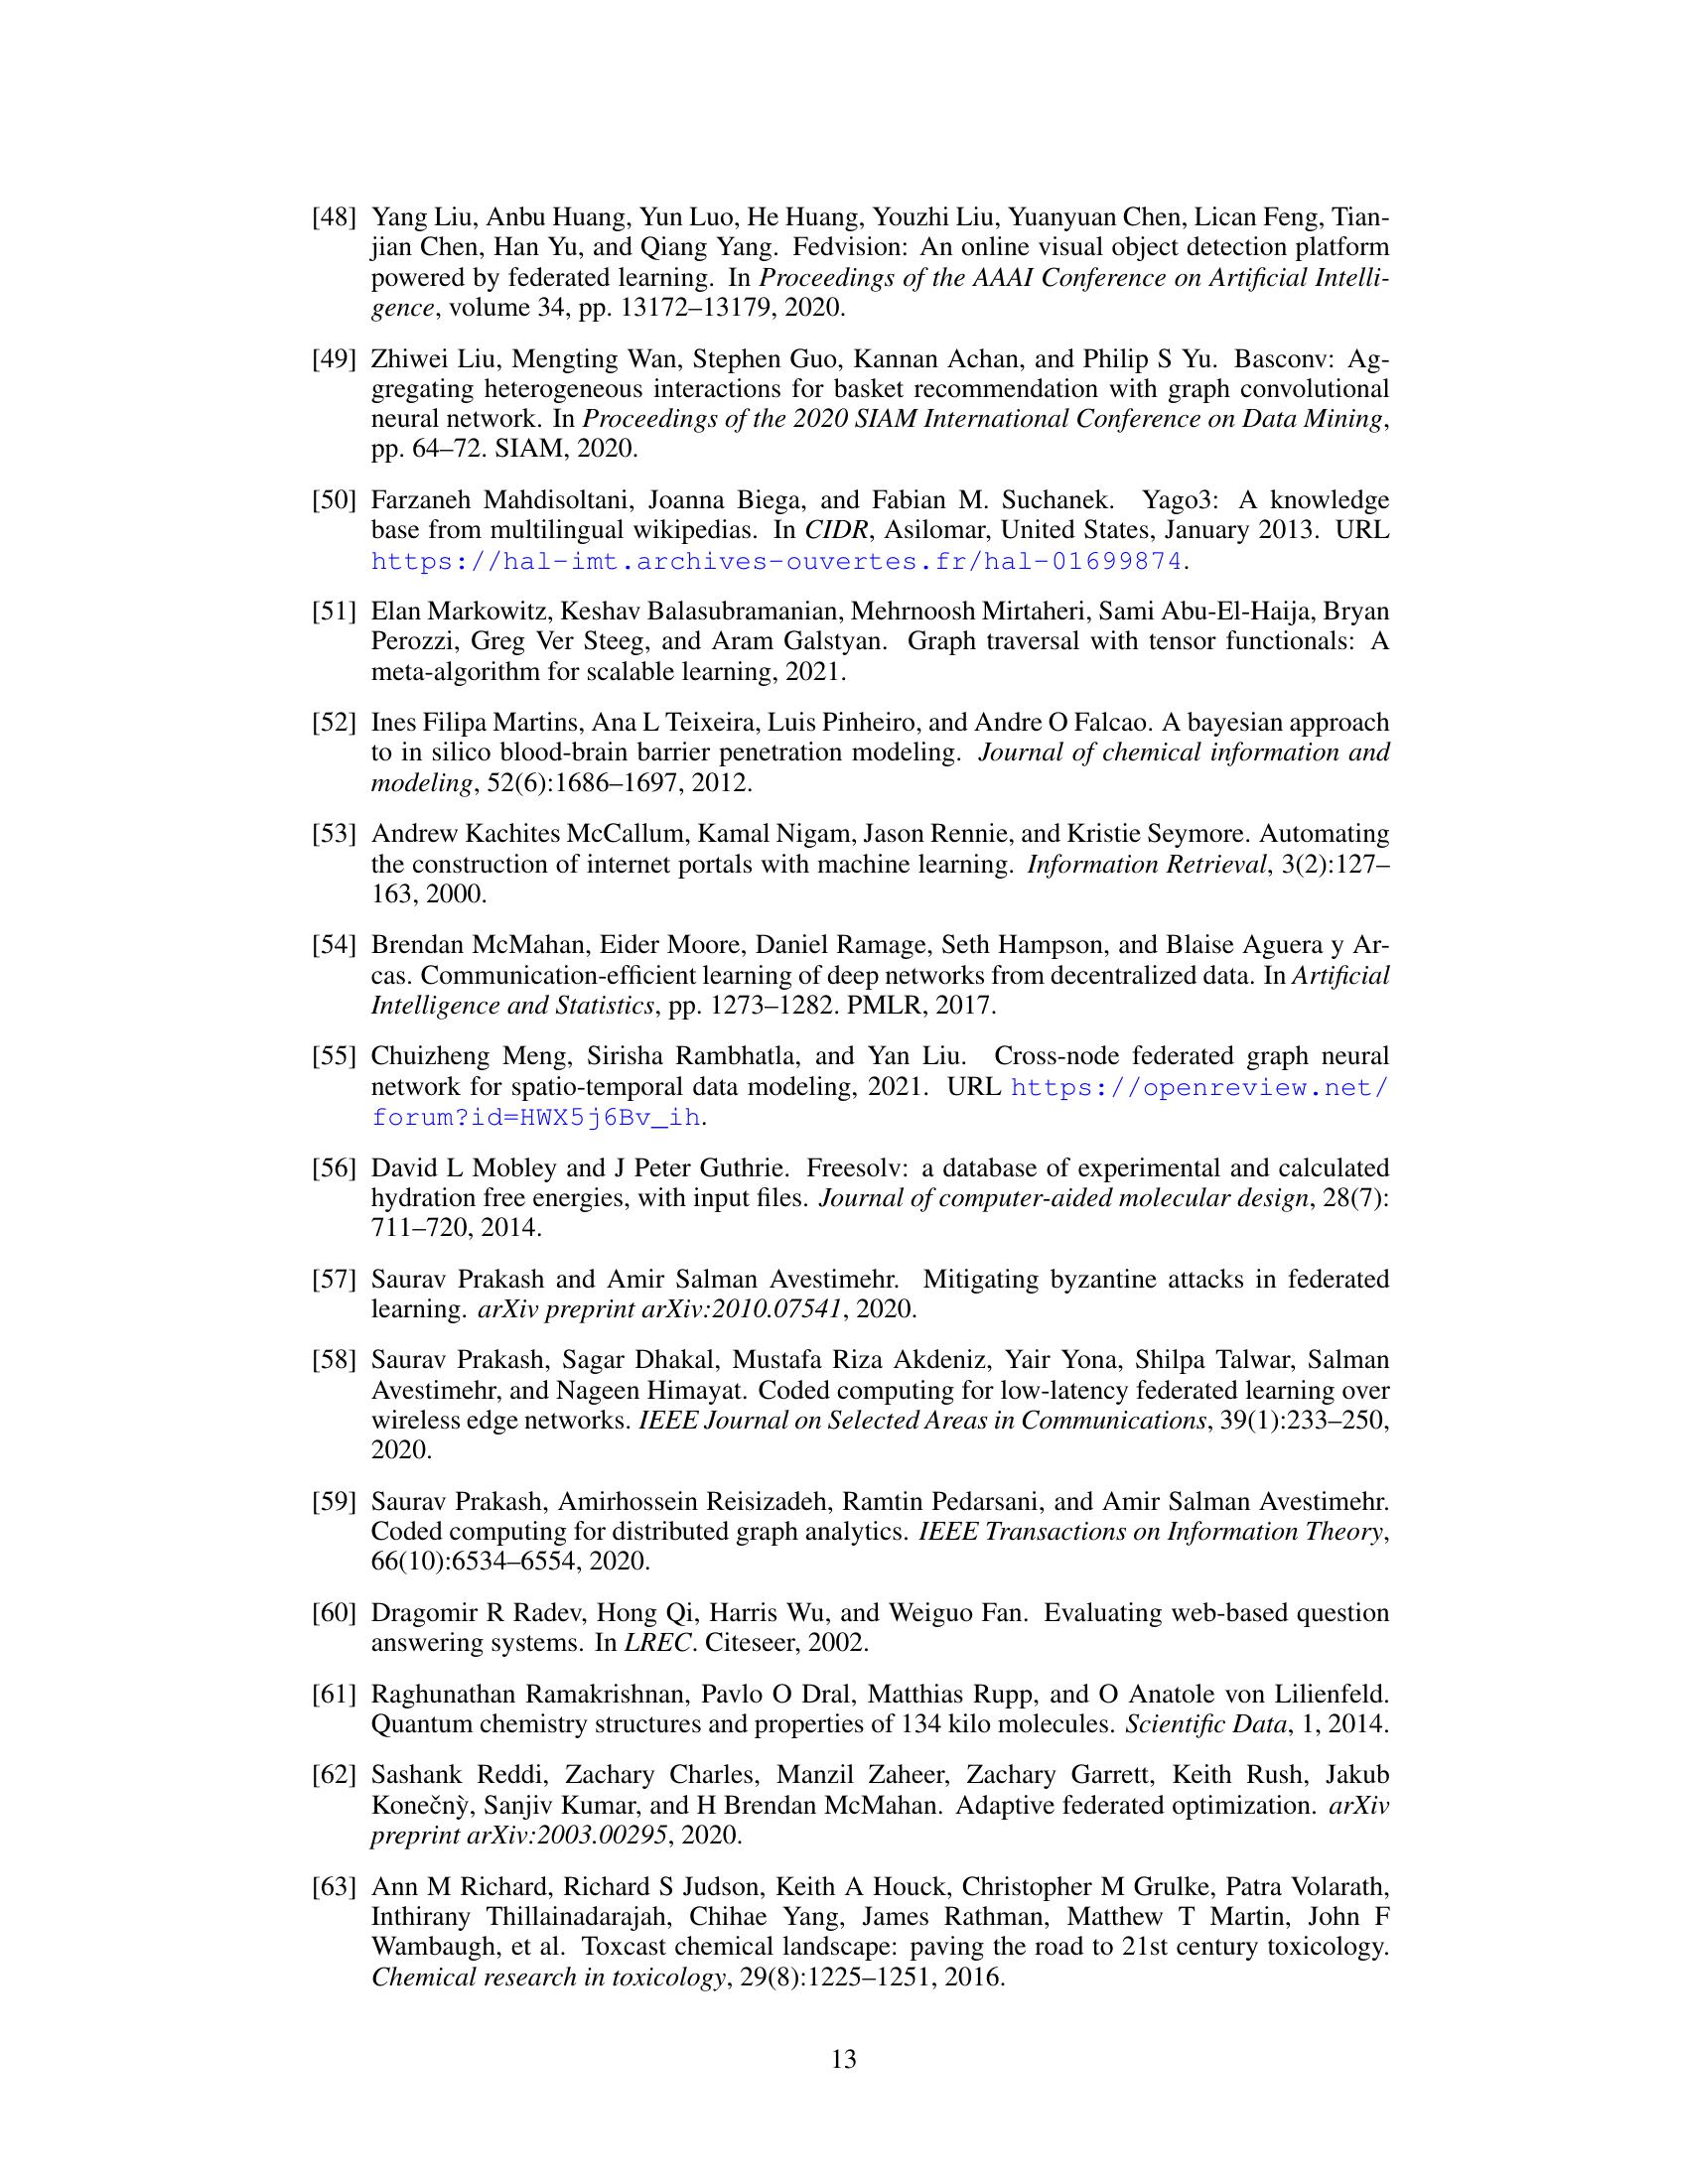 [48] Yang Liu, Anbu Huang, Yun Luo, He Huang, Youzhi Liu, Yuanyuan Chen, Lican Feng, Tian-
jian Chen, Han Yu, and Qiang Yang. Fedvision: An online visual object detection platform
powered by federated learning. In Proceedings of the AAAI Conference on Artificial Intelli-
gence, volume 34, pp. 13172–13179, 2020.
[49] Zhiwei Liu, Mengting Wan, Stephen Guo, Kannan Achan, and Philip S Yu. Basconv: Ag-
gregating heterogeneous interactions for basket recommendation with graph convolutional
neural network. In Proceedings of the 2020 SIAM International Conference on Data Mining,
pp. 64–72. SIAM, 2020.
[50] Farzaneh Mahdisoltani, Joanna Biega, and Fabian M. Suchanek. Yago3: A knowledge
base from multilingual wikipedias. In CIDR, Asilomar, United States, January 2013. URL
https://hal-imt.archives-ouvertes.fr/hal-01699874.
[51] Elan Markowitz, Keshav Balasubramanian, Mehrnoosh Mirtaheri, Sami Abu-El-Haija, Bryan
Perozzi, Greg Ver Steeg, and Aram Galstyan. Graph traversal with tensor functionals: A
meta-algorithm for scalable learning, 2021.
[52] Ines Filipa Martins, Ana L Teixeira, Luis Pinheiro, and Andre O Falcao. A bayesian approach
to in silico blood-brain barrier penetration modeling. Journal of chemical information and
modeling, 52(6):1686–1697, 2012.
[53] Andrew Kachites McCallum, Kamal Nigam, Jason Rennie, and Kristie Seymore. Automating
the construction of internet portals with machine learning. Information Retrieval, 3(2):127–
163, 2000.
[54] Brendan McMahan, Eider Moore, Daniel Ramage, Seth Hampson, and Blaise Aguera y Ar-
cas. Communication-efficient learning of deep networks from decentralized data. In Artificial
Intelligence and Statistics, pp. 1273–1282. PMLR, 2017.
[55] Chuizheng Meng, Sirisha Rambhatla, and Yan Liu. Cross-node federated graph neural
network for spatio-temporal data modeling, 2021. URL https://openreview.net/
forum?id=HWX5j6Bv_ih.
[56] David L Mobley and J Peter Guthrie. Freesolv: a database of experimental and calculated
hydration free energies, with input files. Journal of computer-aided molecular design, 28(7):
711–720, 2014.
[57] Saurav Prakash and Amir Salman Avestimehr. Mitigating byzantine attacks in federated
learning. arXiv preprint arXiv:2010.07541, 2020.
[58] Saurav Prakash, Sagar Dhakal, Mustafa Riza Akdeniz, Yair Yona, Shilpa Talwar, Salman
Avestimehr, and Nageen Himayat. Coded computing for low-latency federated learning over
wireless edge networks. IEEE Journal on Selected Areas in Communications, 39(1):233–250,
2020.
[59] Saurav Prakash, Amirhossein Reisizadeh, Ramtin Pedarsani, and Amir Salman Avestimehr.
Coded computing for distributed graph analytics. IEEE Transactions on Information Theory,
66(10):6534–6554, 2020.
[60] Dragomir R Radev, Hong Qi, Harris Wu, and Weiguo Fan. Evaluating web-based question
answering systems. In LREC. Citeseer, 2002.
[61] Raghunathan Ramakrishnan, Pavlo O Dral, Matthias Rupp, and O Anatole von Lilienfeld.
Quantum chemistry structures and properties of 134 kilo molecules. Scientific Data, 1, 2014.
[62] Sashank Reddi, Zachary Charles, Manzil Zaheer, Zachary Garrett, Keith Rush, Jakub
Konečnỳ, Sanjiv Kumar, and H Brendan McMahan. Adaptive federated optimization. arXiv
preprint arXiv:2003.00295, 2020.
[63] Ann M Richard, Richard S Judson, Keith A Houck, Christopher M Grulke, Patra Volarath,
Inthirany Thillainadarajah, Chihae Yang, James Rathman, Matthew T Martin, John F
Wambaugh, et al. Toxcast chemical landscape: paving the road to 21st century toxicology.
Chemical research in toxicology, 29(8):1225–1251, 2016.
13